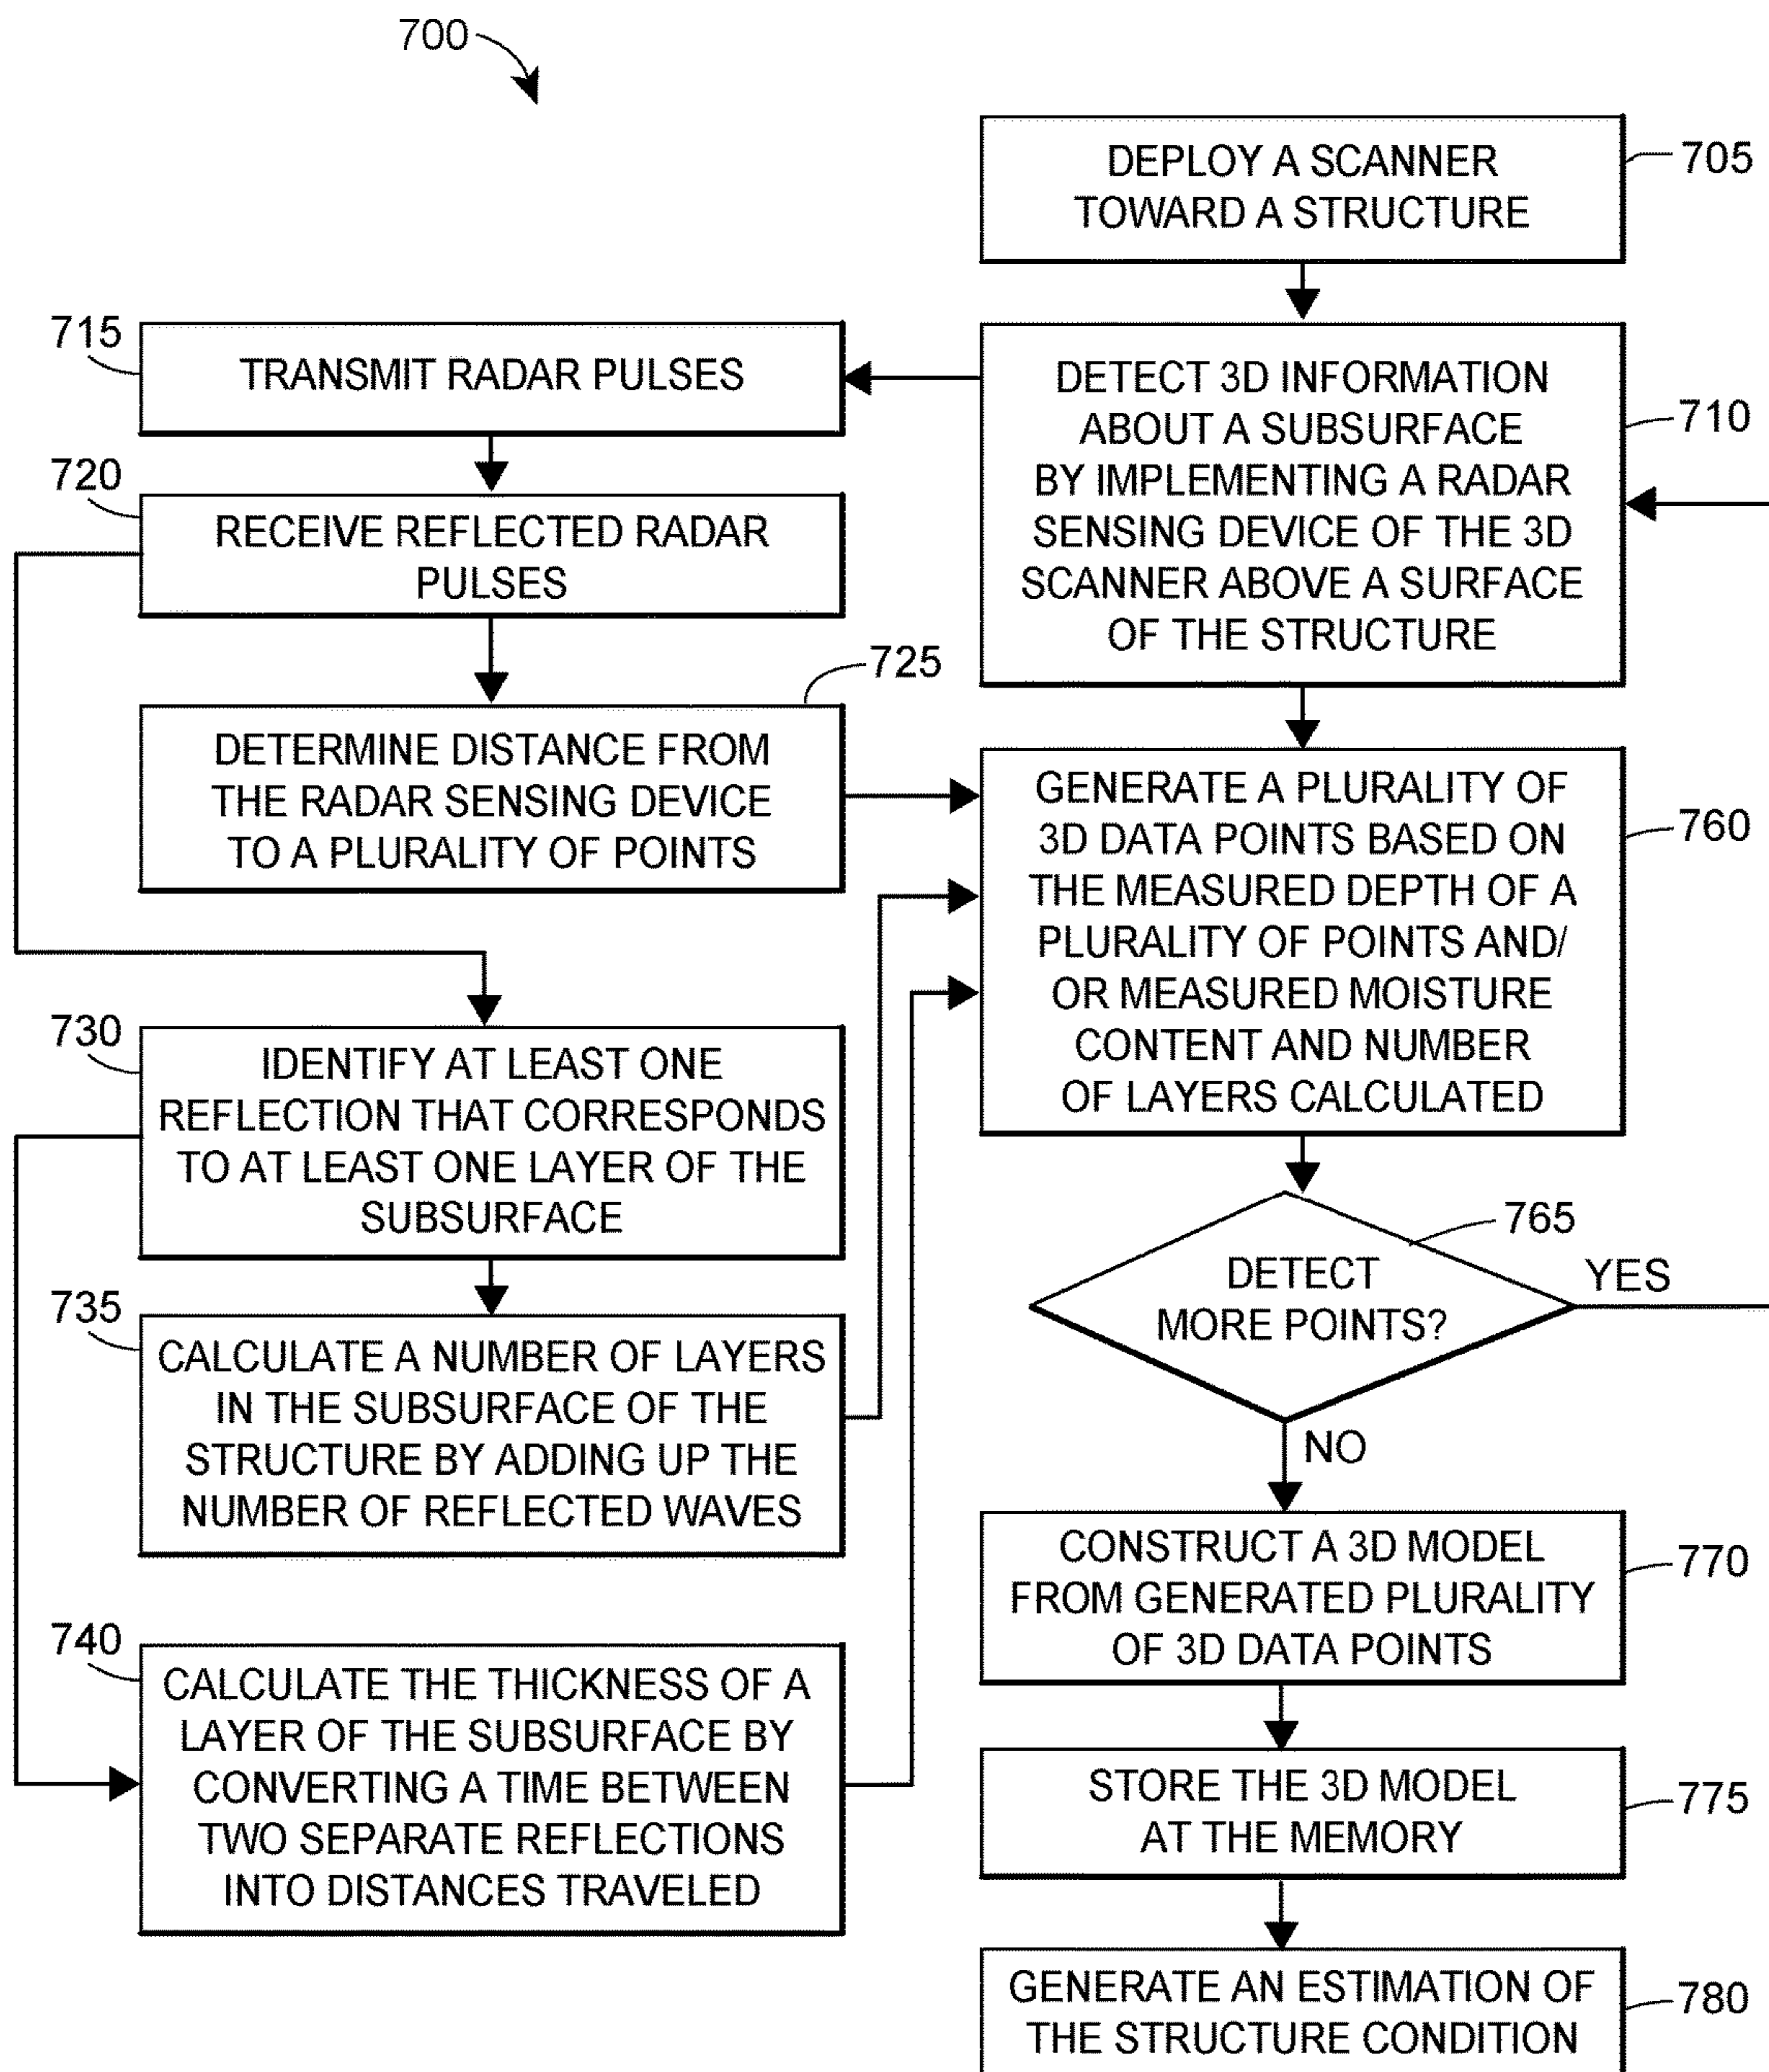 700
DEPLOY A SCANNER
TOWARD A STRUCTURE
705
715
TRANSMIT RADAR PULSES
DETECT 3D INFORMATION
ABOUT A SUBSURFACE
BY IMPLEMENTING A RADAR
SENSING DEVICE OF THE 3D
SCANNER ABOVE A SURFACE
OF THE STRUCTURE
710
720
RECEIVE REFLECTED RADAR
PULSES
725
DETERMINE DISTANCE FROM
THE RADAR SENSING DEVICE
TO A PLURALITY OF POINTS
GENERATE A PLURALITY OF
3D DATA POINTS BASED ON
THE MEASURED DEPTH OF A
PLURALITY OF POINTS AND/
OR MEASURED MOISTURE
CONTENT AND NUMBER
OF LAYERS CALCULATED
760
730
IDENTIFY AT LEAST ONE
REFLECTION THAT CORRESPONDS
TO AT LEAST ONE LAYER OF THE
SUBSURFACE
765
DETECT
MORE POINTS?
YES
NO
735
CALCULATE A NUMBER OF LAYERS
IN THE SUBSURFACE OF THE
STRUCTURE BY ADDING UP THE
NUMBER OF REFLECTED WAVES
CONSTRUCT A 3D MODEL
FROM GENERATED PLURALITY
OF 3D DATA POINTS
770
740
CALCULATE THE THICKNESS OF A
LAYER OF THE SUBSURFACE BY
CONVERTING A TIME BETWEEN
TWO SEPARATE REFLECTIONS
INTO DISTANCES TRAVELED
STORE THE 3D MODEL
AT THE MEMORY
775
GENERATE AN ESTIMATION OF
THE STRUCTURE CONDITION
780